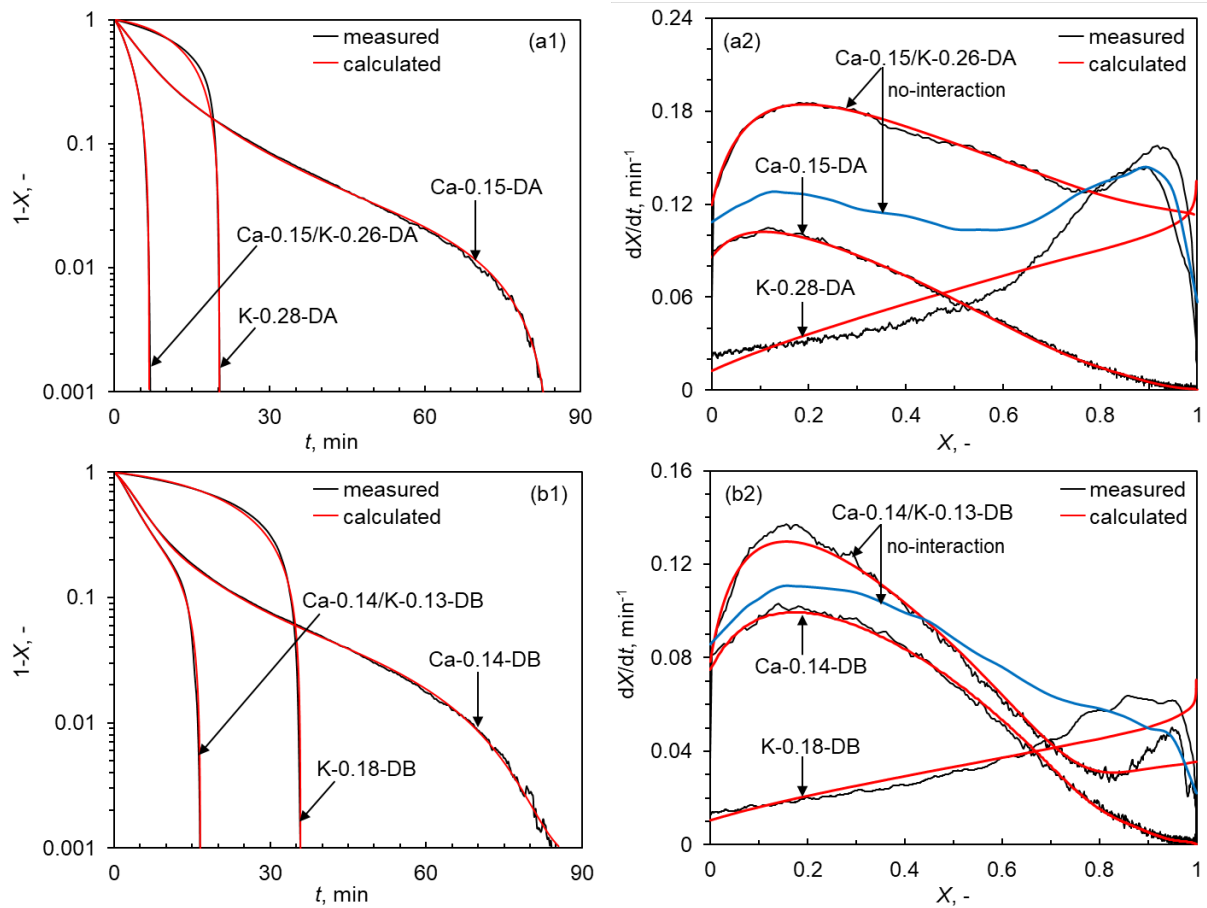 1
0.1
0.01
0.001
1-X, -
measured
calculated
(a1)
Ca-0.15-DA
Ca-0.15/K-0.26-DA
K-0.28-DA
0
30
60
90
t, min
0.24
0.18
0.12
0.06
0
dX/dt, min-1
Ca-0.15/K-0.26-DA
no-interaction
(a2)
measured
calculated
Ca-0.15-DA
K-0.28-DA
0
0.2
0.4
0.6
0.8
1
X, -
1
0.1
0.01
0.001
1-X, -
measured
calculated
(b1)
Ca-0.14/K-0.13-DB
Ca-0.14-DB
K-0.18-DB
0
30
60
90
t, min
0.16
0.12
0.08
0.04
0
dX/dt, min-1
(b2)
measured
calculated
Ca-0.14/K-0.13-DB
no-interaction
Ca-0.14-DB
K-0.18-DB
0
0.2
0.4
0.6
0.8
1
X, -